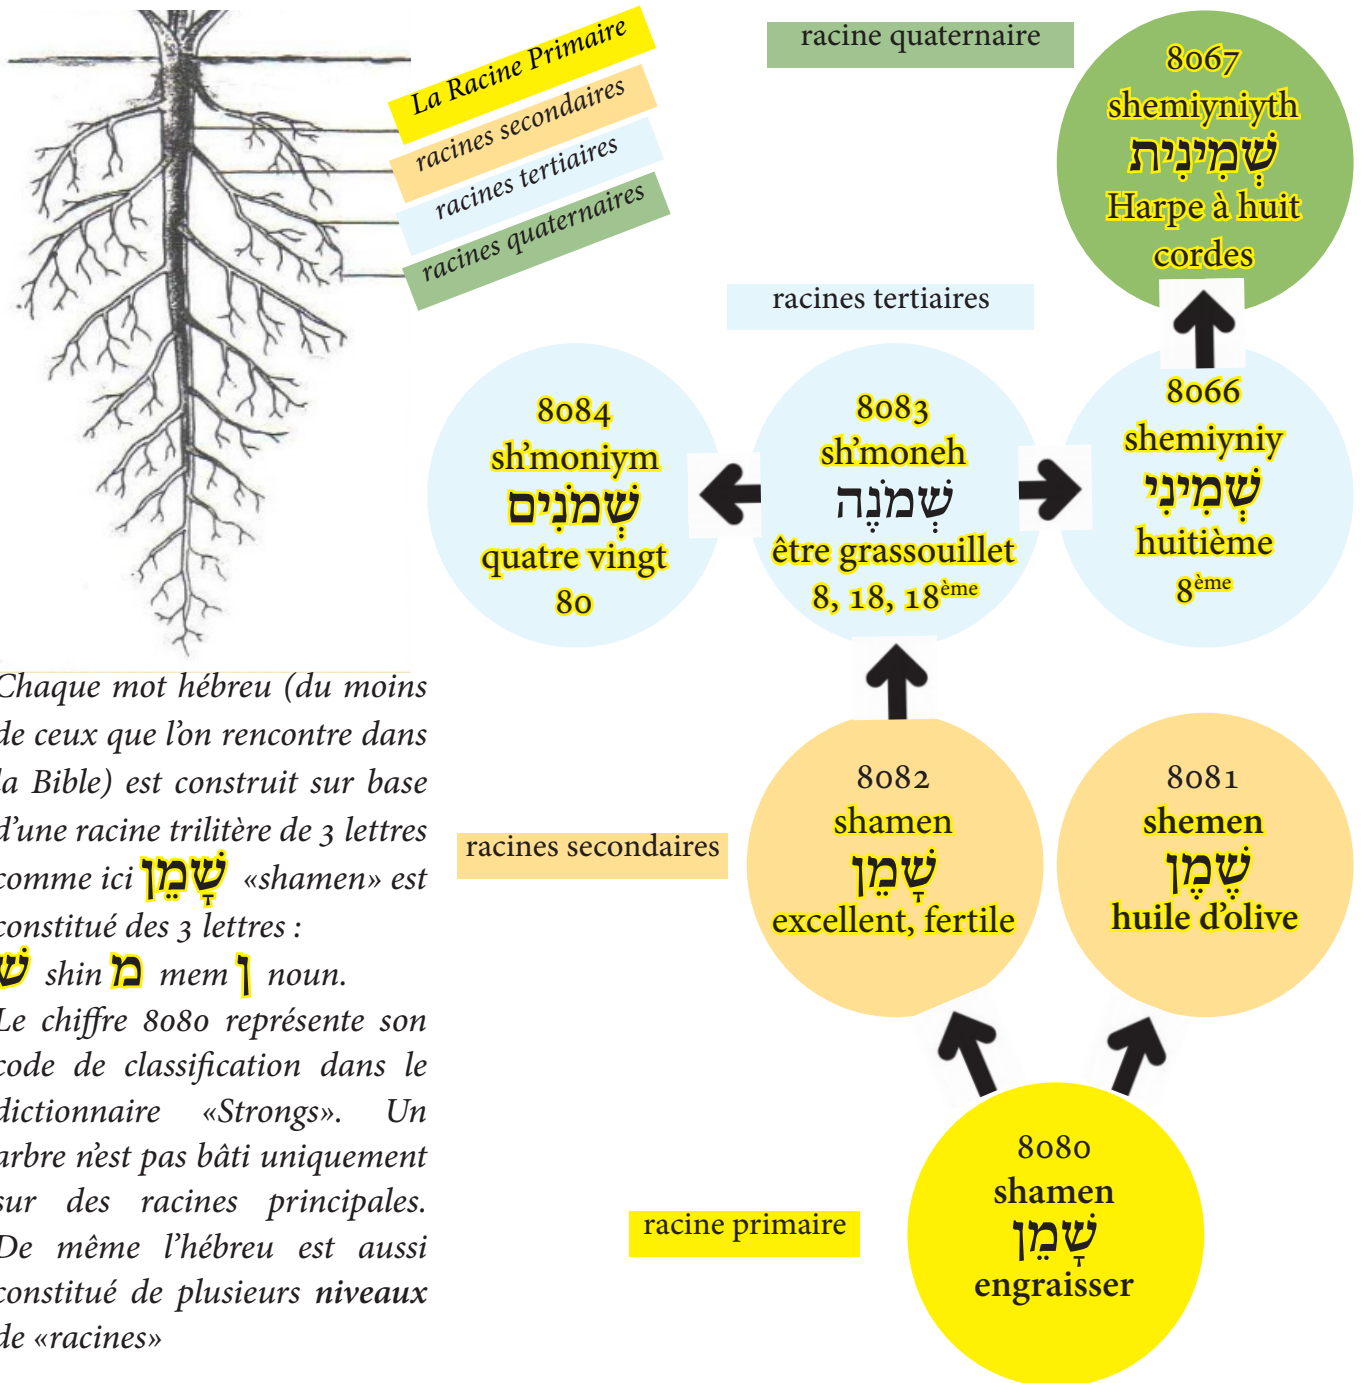 La Racine Primaire
racines secondaires
racines tertiaires
racines quaternaires
racine quaternaire
8067
shemiyniyth
שְׁמִינִית
Harpe à huit
cordes
racines tertiaires
8084
sh’moniym
שְׁמֹנִים
quatre vingt
80
8083
sh’moneh
שְׁמֹנֶה
être grassouillet
8, 18, 18ème
8066
shemiyniy
שְׁמִינִי
huitième
8ème
racines secondaires
8082
shamen
שָׁמֵן
excellent, fertile
8081
shemen
שֶׁמֶן
huile d’olive
racine primaire
8080
shamen
שָׁמֵן
engraisser
Chaque mot hébreu (du moins
de ceux que l’on rencontre dans
la Bible) est construit sur base
d’une racine trilitère de 3 lettres
comme ici שָׁמֵן «shamen» est
constitué des 3 lettres :
שׁ shin מ mem ן noun.
Le chiffre 8080 représente son
code de classification dans le
dictionnaire «Strongs». Un
arbre n’est pas bâti uniquement
sur des racines principales.
De même l’hébreu est aussi
constitué de plusieurs niveaux
de «racines»